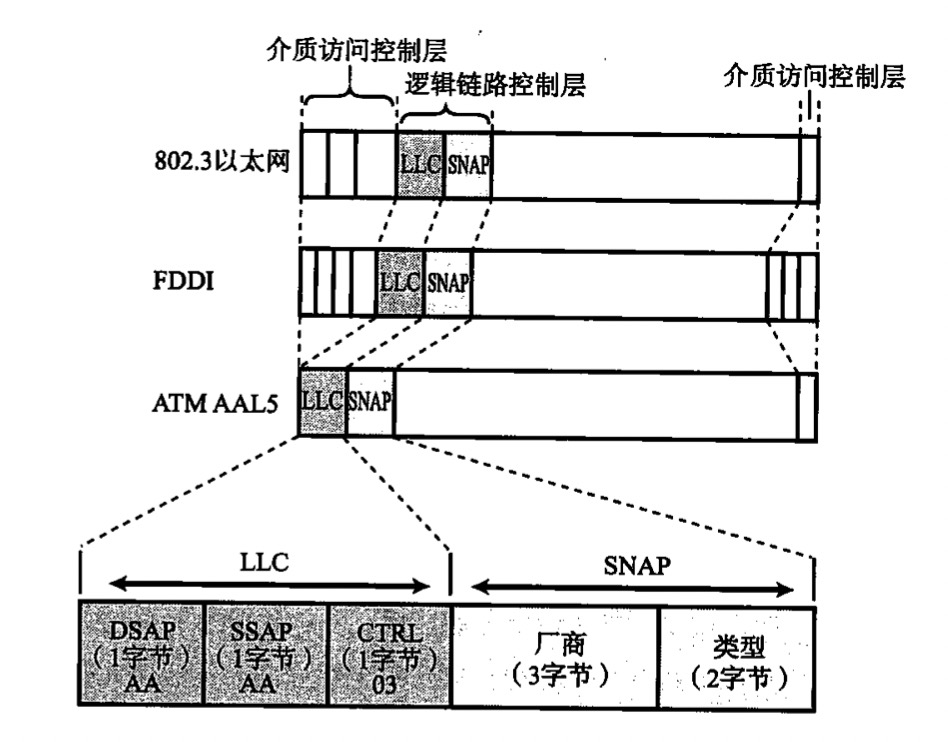 介质访问控制层
逻辑链路控制层
介质访问控制层
802.3以太网
LLC
SNAP
FDDI
LLC
SNAP
ATM AAL5
LLC
SNAP
LLC
SNAP
DSAP
（1字节）
AA
SSAP
（1字节）
AA
CTRL
（1字节）
03
厂商
（3字节）
类型
（2字节）